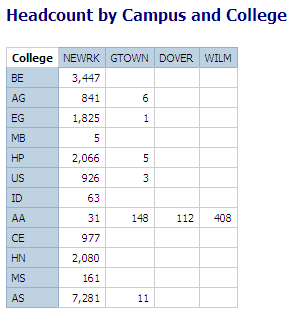 Headcount by Campus and College
College NEWRK GTOWN DOVER WILM
BE 3,447
AG 841 6
EG 1,825 1
MB 5
HP 2,066 5
US 926 3
ID 63
AA 31 148 112 408
CE 977
HN 2,080
MS 161
AS 7,281 11